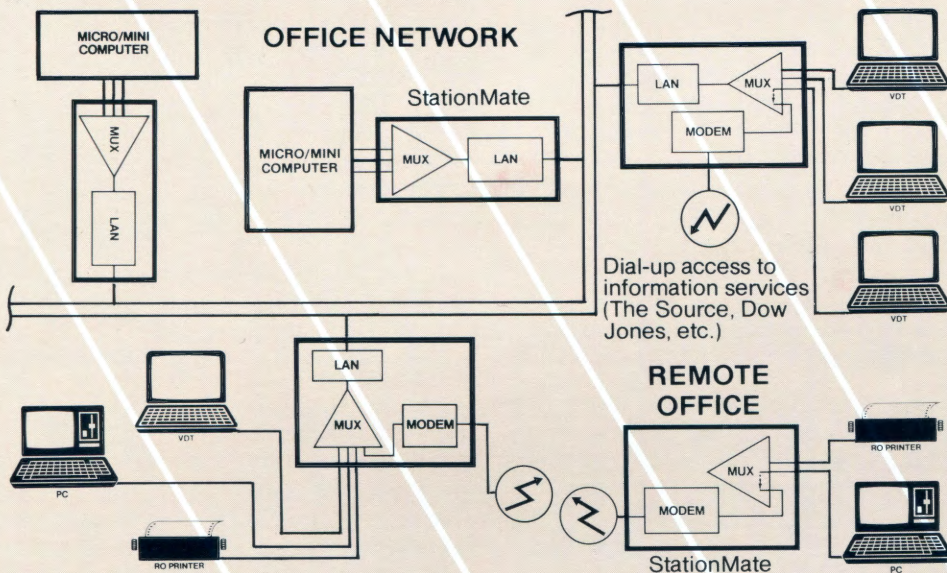 MICRO/MINI
COMPUTER
OFFICE NETWORK
MUX
LAN
StationMate
MICRO/MINI
COMPUTER
MUX
LAN
LAN
MUX
MODEM
VDT
VDT
VDT
Dial-up access to
information services
(The Source, Dow
Jones, etc.)
LAN
MUX
MODEM
VDT
PC
RO PRINTER
REMOTE
OFFICE
MUX
MODEM
StationMate
RO PRINTER
PC